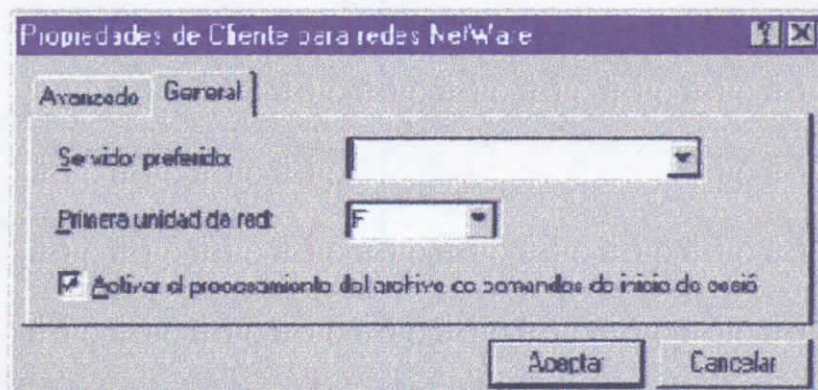 Propiedades de Cliente para redes NetWare
Avanzado General
Servidor preferido:
Primera unidad de red: F
Activar el procesamiento del archivo de comandos de inicio de sesió
Aceptar Cancelar